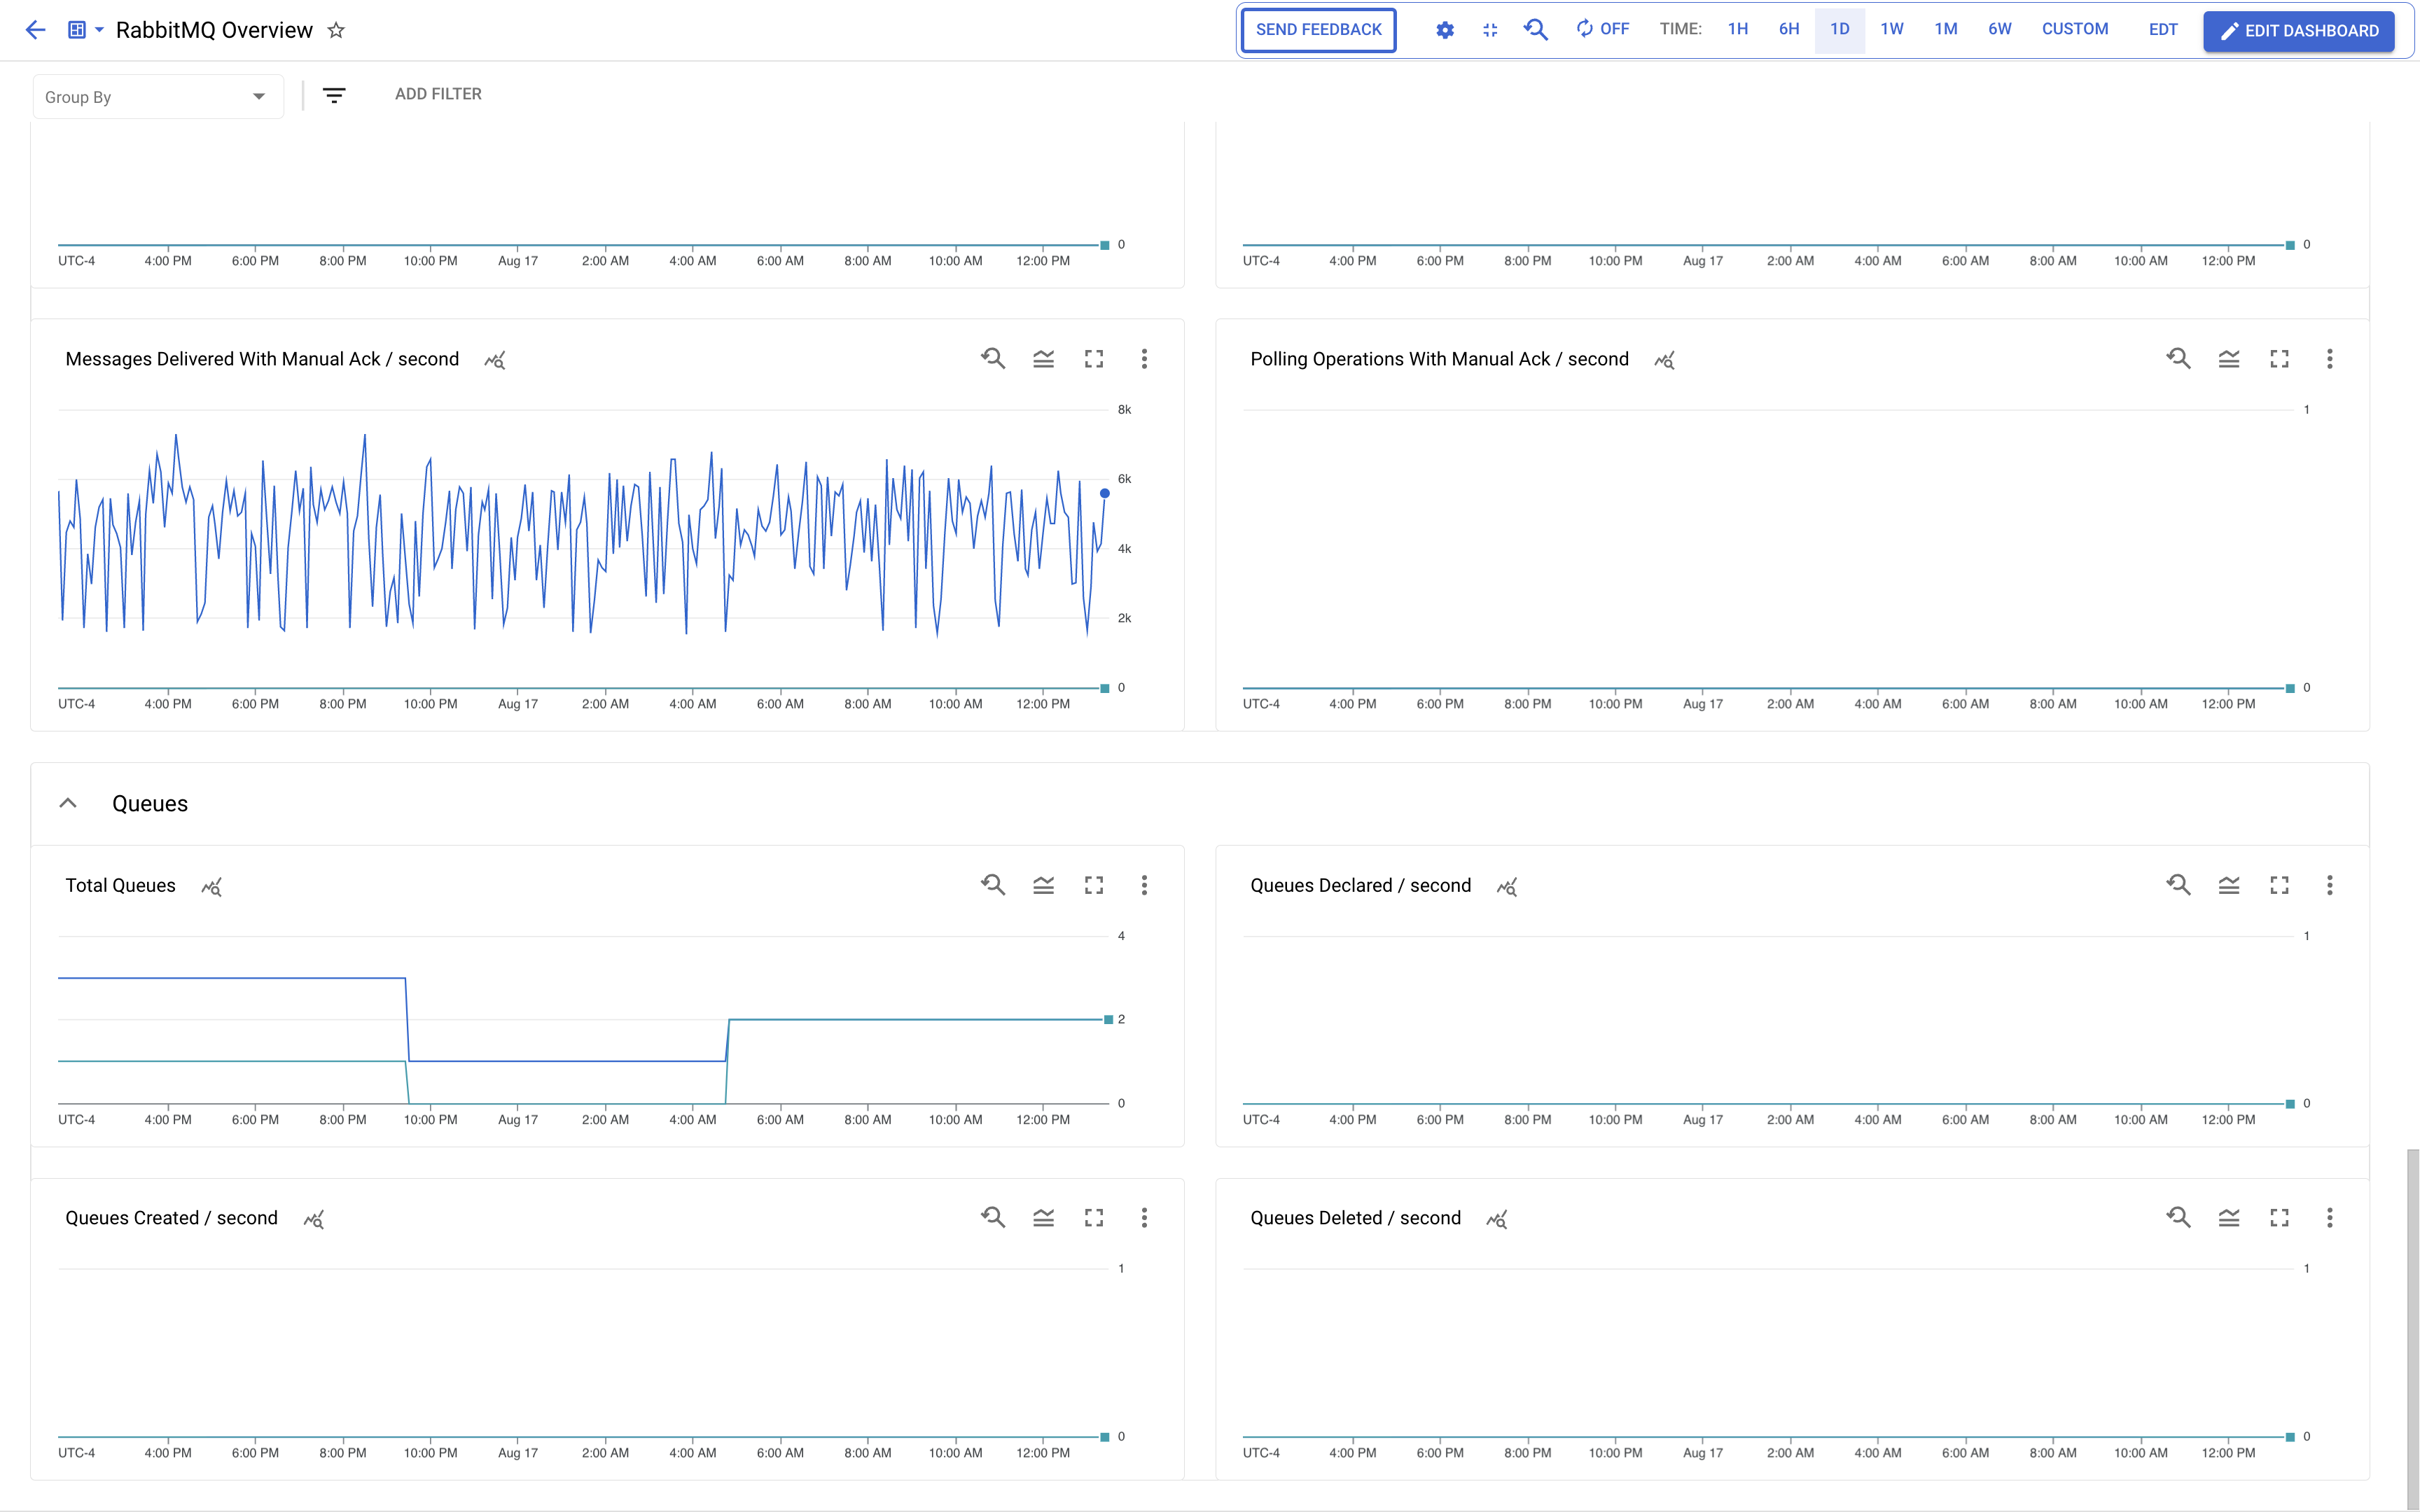 RabbitMQ Overview
SEND FEEDBACK OFF TIME: 1H 6H 1D 1W 1M 6W CUSTOM EDT EDIT DASHBOARD
Group By ADD FILTER
0
UTC-4 4:00 PM 6:00 PM 8:00 PM 10:00 PM Aug 17 2:00 AM 4:00 AM 6:00 AM 8:00 AM 10:00 AM 12:00 PM
0
UTC-4 4:00 PM 6:00 PM 8:00 PM 10:00 PM Aug 17 2:00 AM 4:00 AM 6:00 AM 8:00 AM 10:00 AM 12:00 PM
Messages Delivered With Manual Ack / second
8k
6k
4k
2k
0
UTC-4 4:00 PM 6:00 PM 8:00 PM 10:00 PM Aug 17 2:00 AM 4:00 AM 6:00 AM 8:00 AM 10:00 AM 12:00 PM
Polling Operations With Manual Ack / second
1
0
UTC-4 4:00 PM 6:00 PM 8:00 PM 10:00 PM Aug 17 2:00 AM 4:00 AM 6:00 AM 8:00 AM 10:00 AM 12:00 PM
Queues
Total Queues
4
2
0
UTC-4 4:00 PM 6:00 PM 8:00 PM 10:00 PM Aug 17 2:00 AM 4:00 AM 6:00 AM 8:00 AM 10:00 AM 12:00 PM
Queues Declared / second
1
0
UTC-4 4:00 PM 6:00 PM 8:00 PM 10:00 PM Aug 17 2:00 AM 4:00 AM 6:00 AM 8:00 AM 10:00 AM 12:00 PM
Queues Created / second
1
0
UTC-4 4:00 PM 6:00 PM 8:00 PM 10:00 PM Aug 17 2:00 AM 4:00 AM 6:00 AM 8:00 AM 10:00 AM 12:00 PM
Queues Deleted / second
1
0
UTC-4 4:00 PM 6:00 PM 8:00 PM 10:00 PM Aug 17 2:00 AM 4:00 AM 6:00 AM 8:00 AM 10:00 AM 12:00 PM